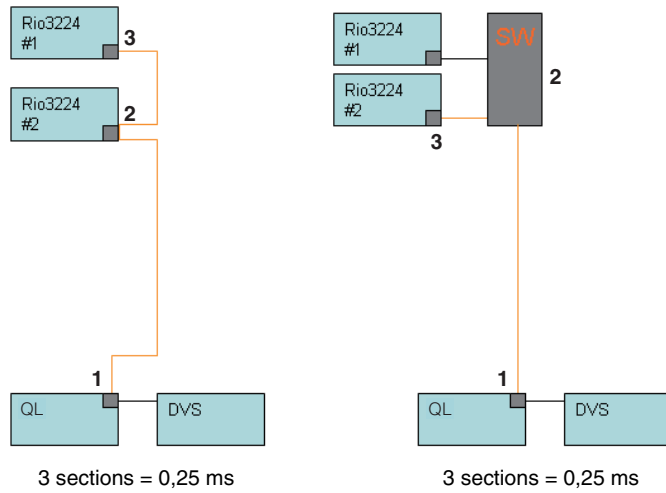 Rio3224
#1
3
Rio3224
#2
2
1
QL
DVS
3 sections = 0,25 ms
Rio3224
#1
SW
2
Rio3224
#2
3
1
QL
DVS
3 sections = 0,25 ms